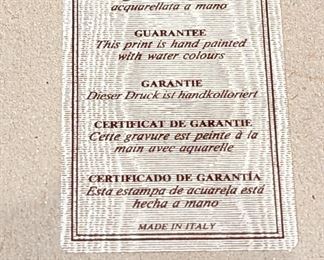 acquarellata a mano
GUARANTEE
This print is hand painted
with water colours
GARANTIE
Dieser Druck ist handkolloriert
CERTIFICAT DE GARANTIE
Cette gravure est peinte à la
main avec aquarelle
CERTIFICADO DE GARANTÍA
Esta estampa de acuarela está
hecha a mano
MADE IN ITALY